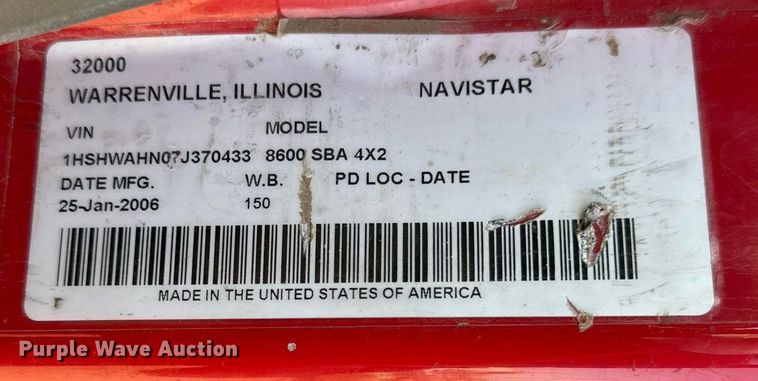 32000
WARRENVILLE, ILLINOIS NAVISTAR
VIN MODEL
1HSHWAHN07J370433 8600 SBA 4X2
DATE MFG. W.B. PD LOC - DATE
25-Jan-2006 150
MADE IN THE UNITED STATES OF AMERICA
Purple Wave Auction